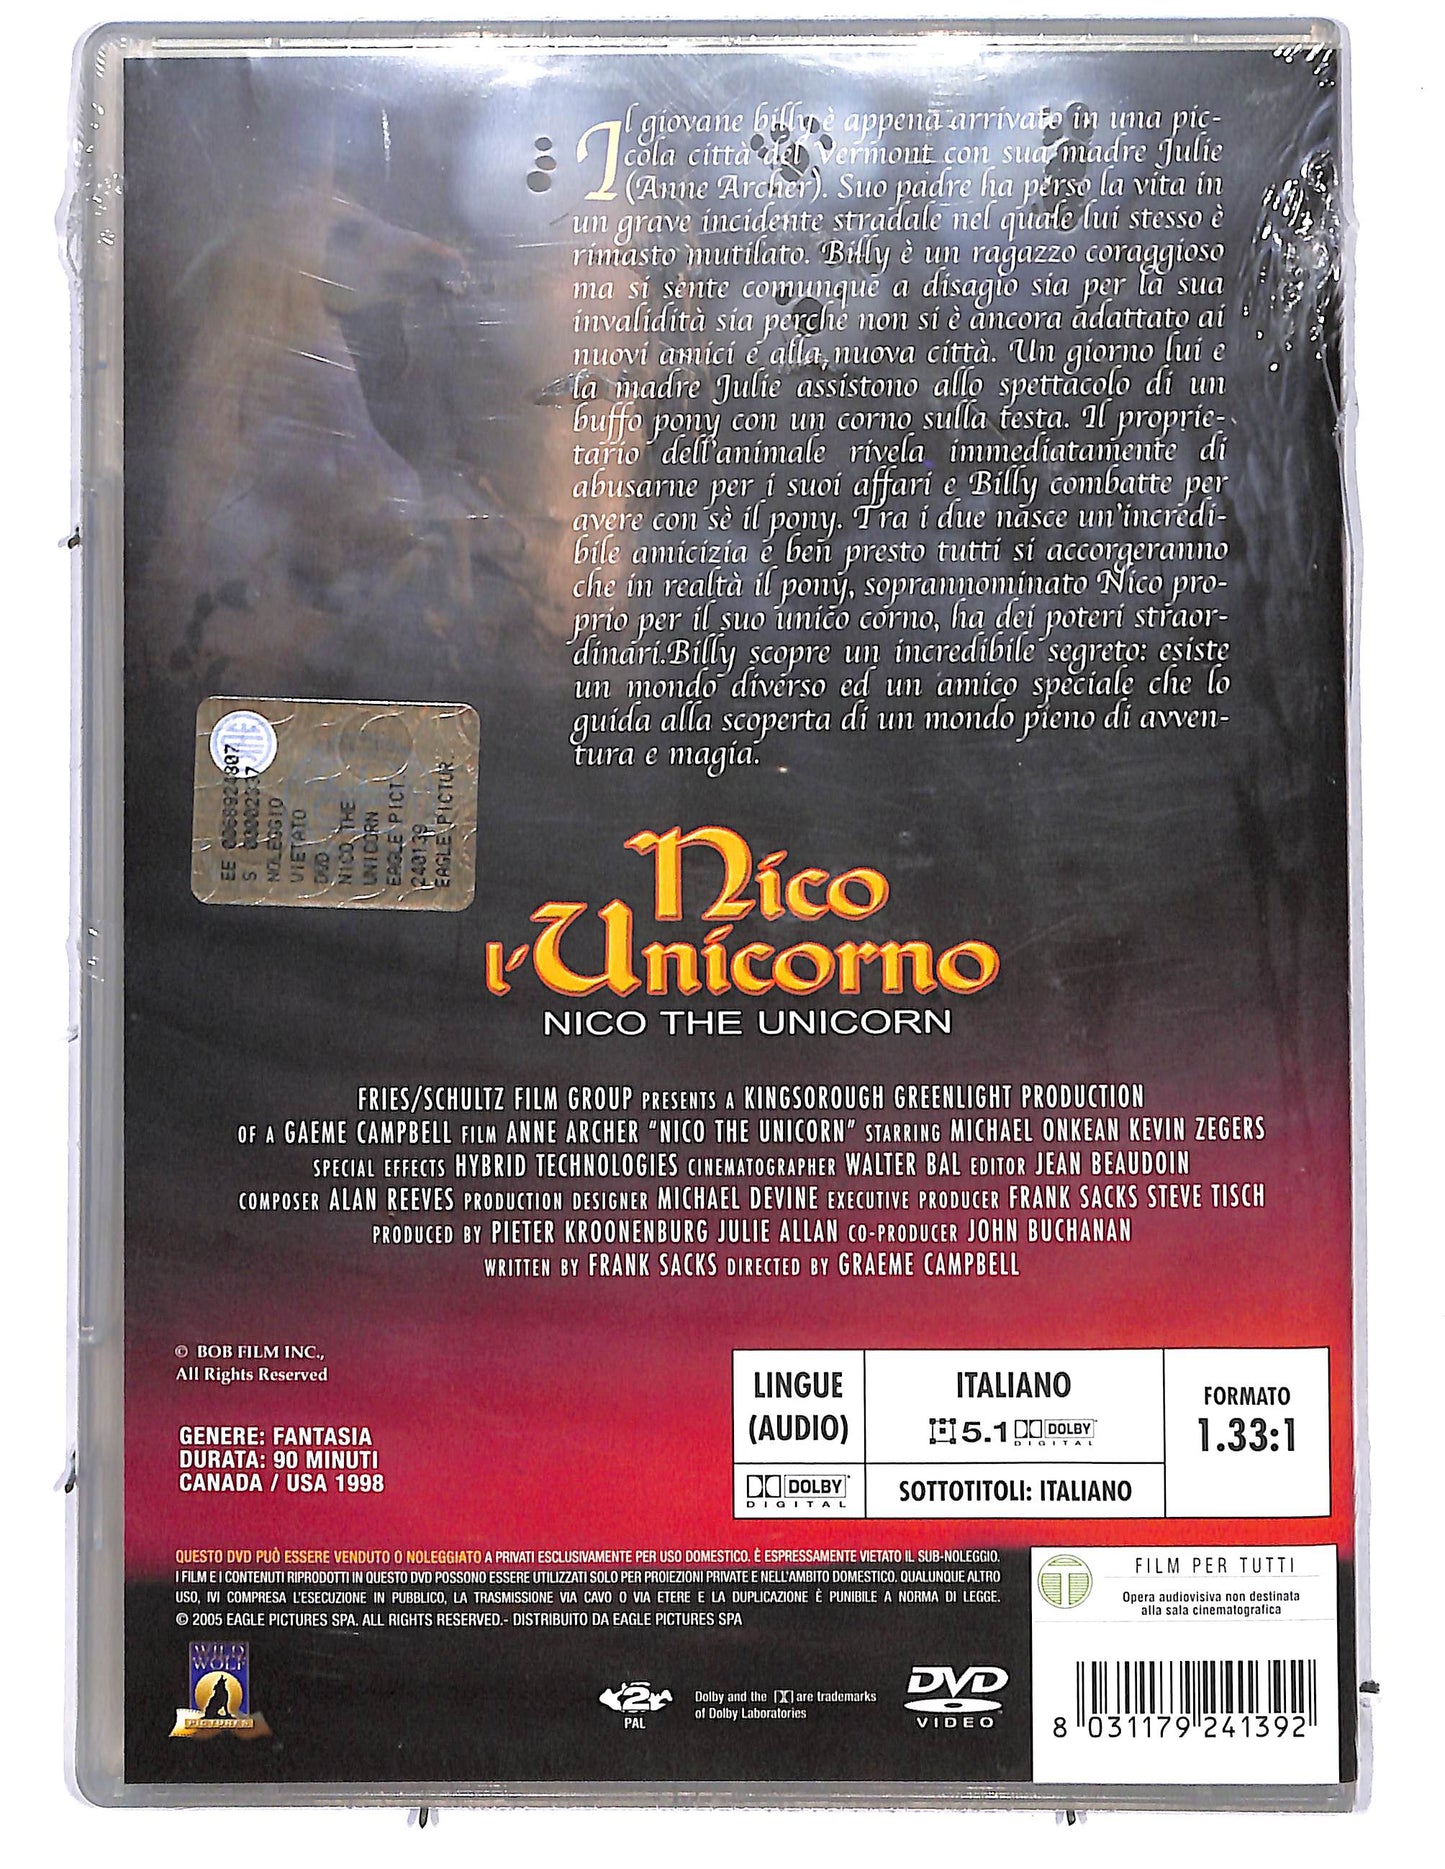 Il giovane billy è appena arrivato in una pic-
cola città del Vermont con sua madre Julie
(Anne Archer). Suo padre ha perso la vita in
un grave incidente stradale nel quale lui stesso è
rimasto mutilato. Billy è un ragazzo coraggioso
ma si sente comunque a disagio sia per la sua
invalidità sia perchè non si è ancora adattato ai
nuovi amici e alla nuova città. Un giorno lui e
la madre Julie assistono allo spettacolo di un
buffo pony con un corno sulla testa. Il proprie-
tario dell'animale rivela immediatamente di
abusarne per i suoi affari e Billy combatte per
avere con sè il pony. Tra i due nasce un'incredi-
bile amicizia e ben presto tutti si accorgeranno
che in realtà il pony, soprannominato Nico pro-
prio per il suo unico corno, ha dei poteri straor-
dinari.Billy scopre un incredibile segreto: esiste
un mondo diverso ed un amico speciale che lo
guida alla scoperta di un mondo pieno di avven-
tura e magia.
EE 0068924807
S 00002337
NOLEGGIO
VIETATO
DVD
NICO THE
UNICORN
EAGLE PICT
240139
EAGLE PICTUR.
Nico
l'Unicorno
NICO THE UNICORN
FRIES/SCHULTZ FILM GROUP PRESENTS A KINGSOROUGH GREENLIGHT PRODUCTION
OF A GAEME CAMPBELL FILM ANNE ARCHER "NICO THE UNICORN" STARRING MICHAEL ONKEAN KEVIN ZEGERS
SPECIAL EFFECTS HYBRID TECHNOLOGIES CINEMATOGRAPHER WALTER BAL EDITOR JEAN BEAUDOIN
COMPOSER ALAN REEVES PRODUCTION DESIGNER MICHAEL DEVINE EXECUTIVE PRODUCER FRANK SACKS STEVE TISCH
PRODUCED BY PIETER KROONENBURG JULIE ALLAN CO-PRODUCER JOHN BUCHANAN
WRITTEN BY FRANK SACKS DIRECTED BY GRAEME CAMPBELL
© BOB FILM INC.,
All Rights Reserved
GENERE: FANTASIA
DURATA: 90 MINUTI
CANADA / USA 1998
LINGUE
(AUDIO)
DOLBY
DIGITAL
ITALIANO
5.1 DOLBY
DIGITAL
SOTTOTITOLI: ITALIANO
FORMATO
1.33:1
QUESTO DVD PUÒ ESSERE VENDUTO O NOLEGGIATO A PRIVATI ESCLUSIVAMENTE PER USO DOMESTICO. È ESPRESSAMENTE VIETATO IL SUB-NOLEGGIO.
I FILM E I CONTENUTI RIPRODOTTI IN QUESTO DVD POSSONO ESSERE UTILIZZATI SOLO PER PROIEZIONI PRIVATE E NELL'AMBITO DOMESTICO. QUALUNQUE ALTRO
USO, IVI COMPRESA L'ESECUZIONE IN PUBBLICO, LA TRASMISSIONE VIA CAVO O VIA ETERE E LA DUPLICAZIONE È PUNIBILE A NORMA DI LEGGE.
© 2005 EAGLE PICTURES SPA. ALL RIGHTS RESERVED.- DISTRIBUITO DA EAGLE PICTURES SPA
FILM PER TUTTI
Opera audiovisiva non destinata
alla sala cinematografica
WILD
WOLF
PICTURES
2
PAL
Dolby and the are trademarks
of Dolby Laboratories
DVD
VIDEO
8 031179 241392